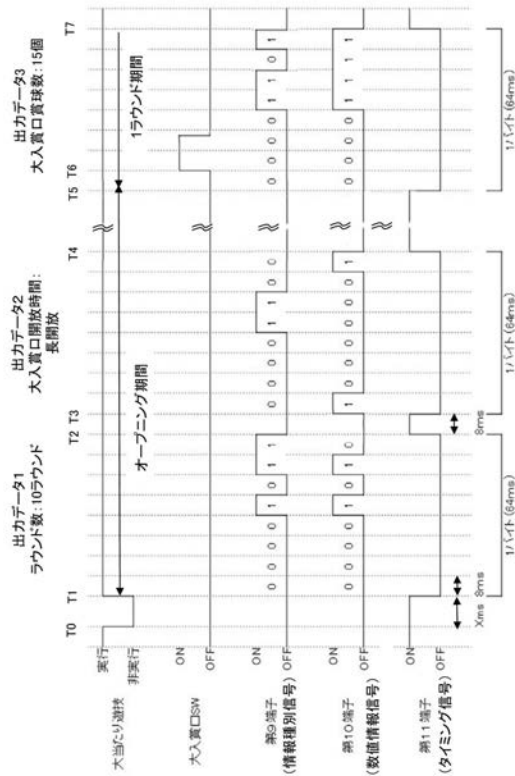 出力データ1
ラウンド数：10ラウンド
出力データ2
大入賞口開放時間：
長開放
出力データ3
大入賞口賞球数：15個
T0 T1 T2 T3 T4 T5 T6 T7
大当たり遊技
実行
非実行
オープニング期間
1ラウンド期間
大入賞口SW
ON
OFF
第9端子
(情報種別信号)
ON
OFF
0 0 0 0 1 0 1 1 0 0 0 0 1 1 0 0 0 0 0 0 1 1 0 1
第10端子
(数値情報信号)
ON
OFF
0 0 0 0 1 0 1 0 1 0 0 0 0 0 0 1 0 0 0 0 1 1 1 1
第11端子
(タイミング信号)
ON
OFF
Xms
8ms
8ms
1バイト(64ms)
1バイト(64ms)
1バイト(64ms)